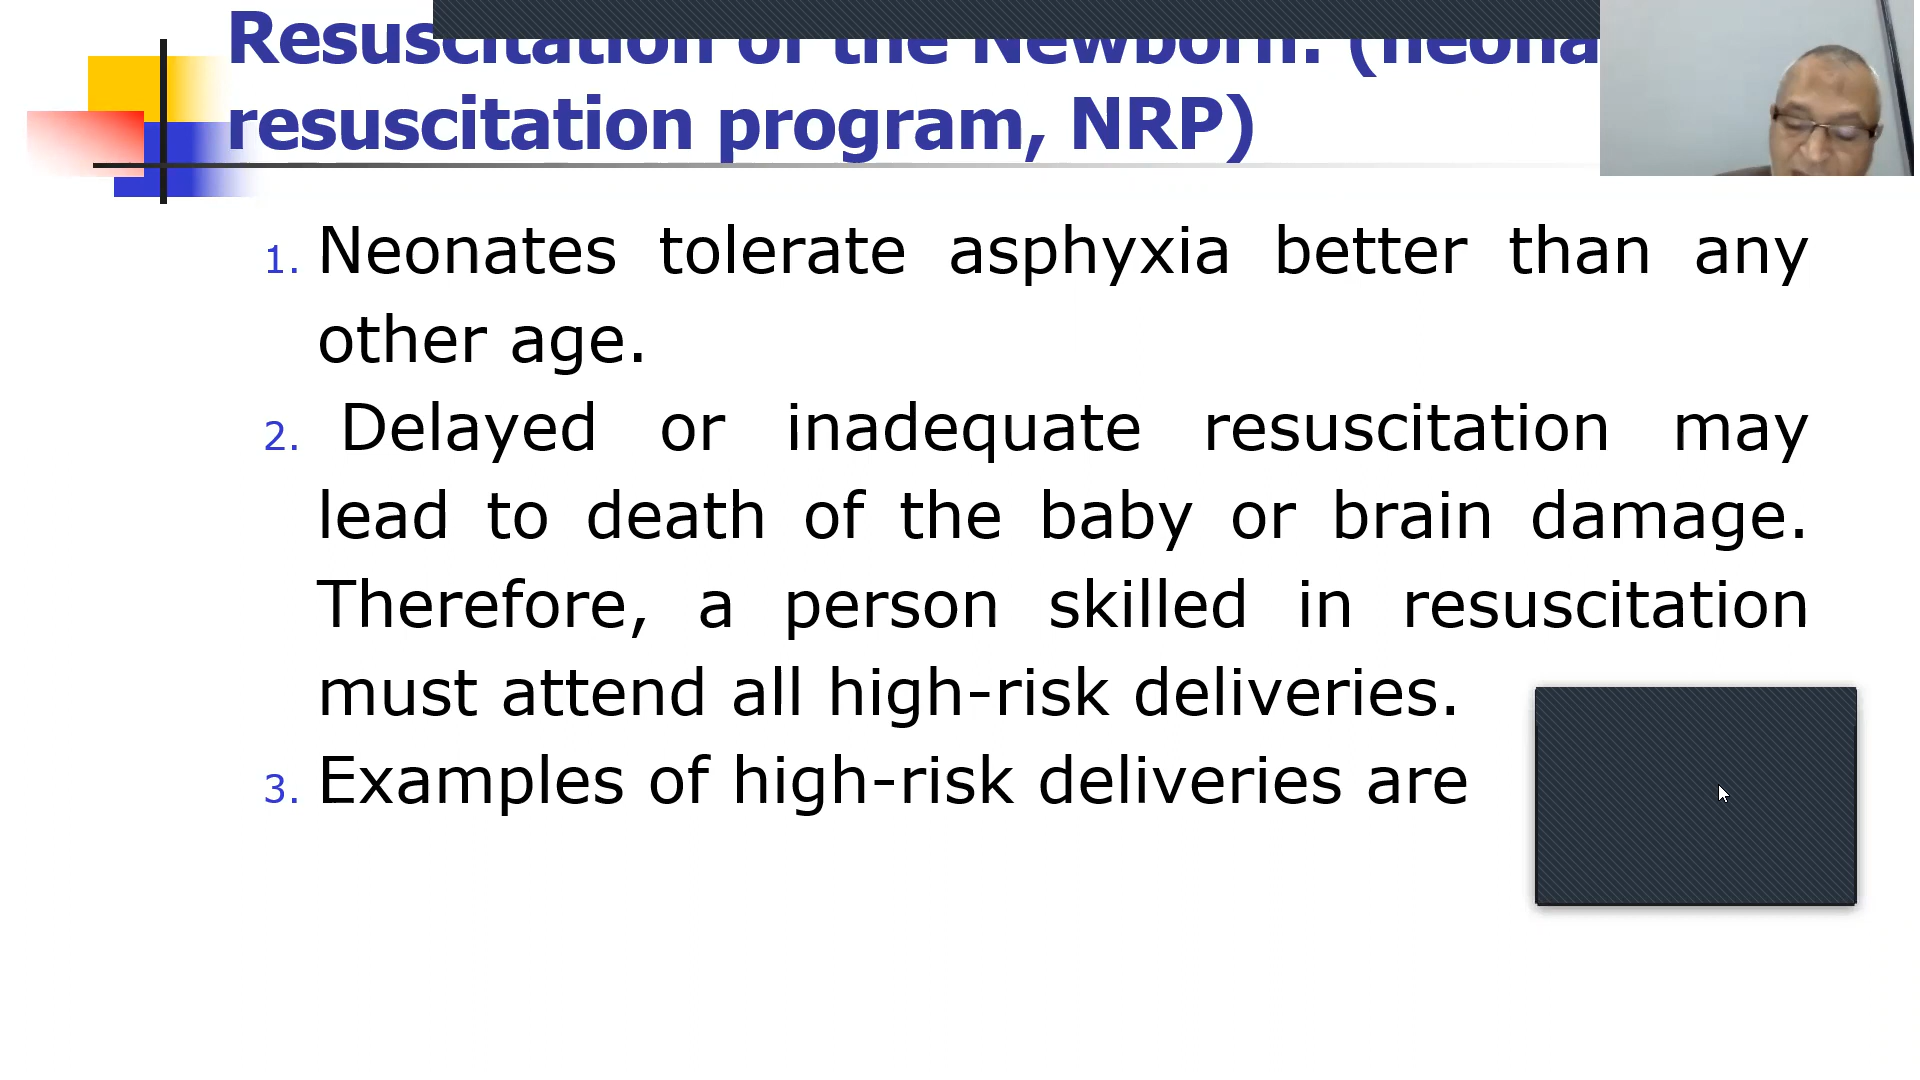 Resuscitation of the Newborn: (neona
resuscitation program, NRP)
1. Neonates tolerate asphyxia better than any
other age.
2. Delayed or inadequate resuscitation may
lead to death of the baby or brain damage.
Therefore, a person skilled in resuscitation
must attend all high-risk deliveries.
3. Examples of high-risk deliveries are